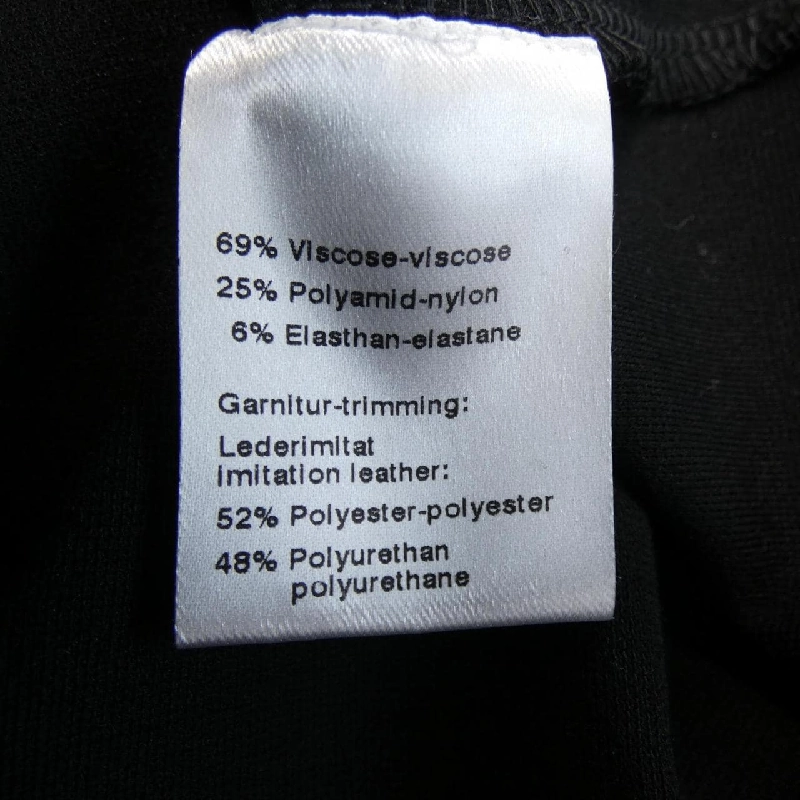 69% Viscose-viscose
25% Polyamid-nylon
6% Elasthan-elastane
Garnitur-trimming:
Lederimitat
imitation leather:
52% Polyester-polyester
48% Polyurethan
polyurethane